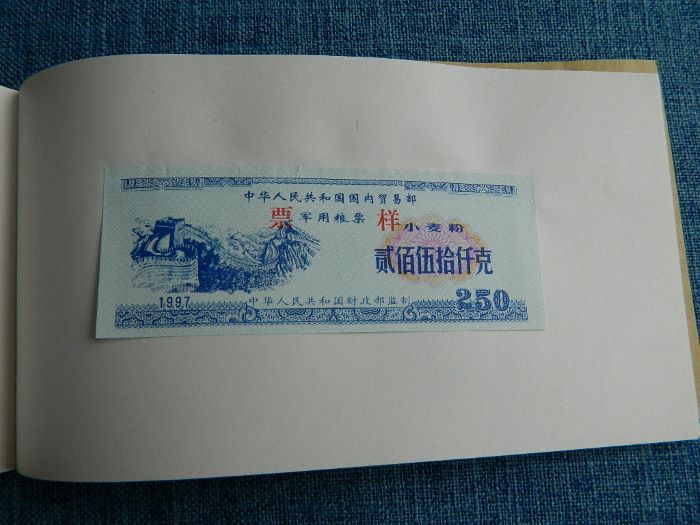 中华人民共和国国内贸易部
票 军用粮票 样 小麦粉
贰佰伍拾仟克
1997
中华人民共和国财政部监制
250